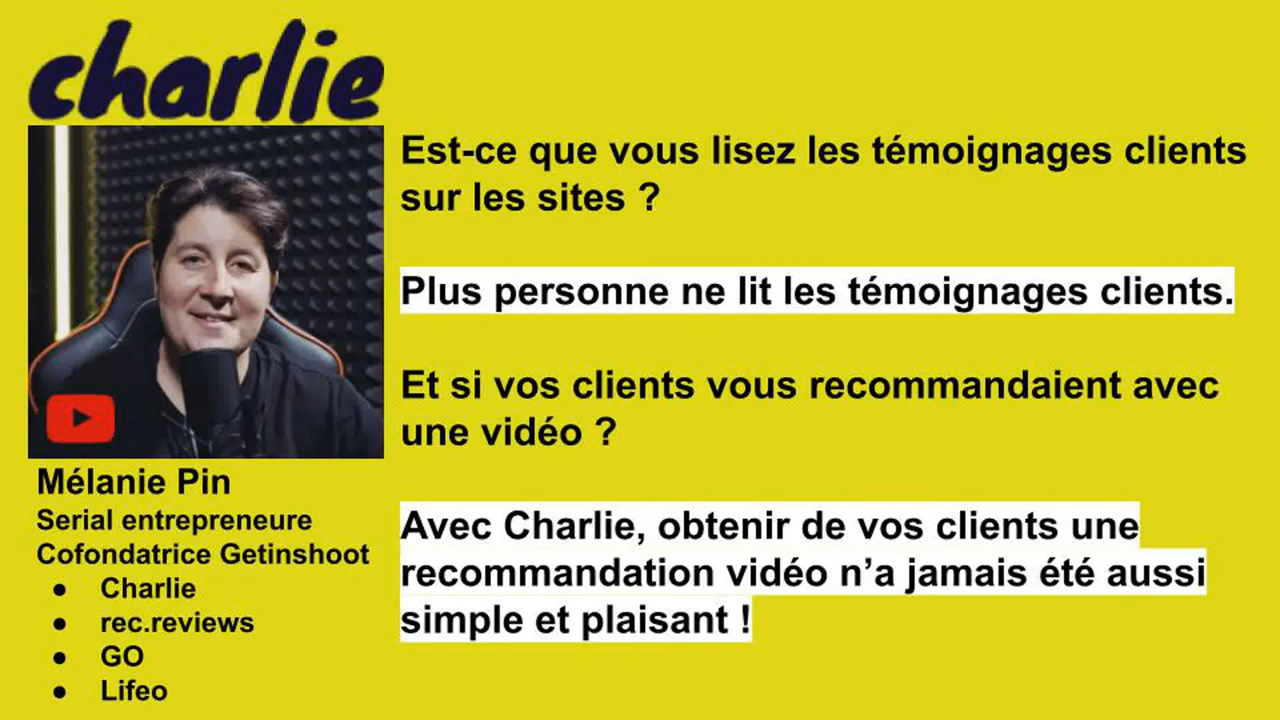 charlie
Est-ce que vous lisez les témoignages clients
sur les sites ?
Plus personne ne lit les témoignages clients.
Et si vos clients vous recommandaient avec
une vidéo ?
Avec Charlie, obtenir de vos clients une
recommandation vidéo n’a jamais été aussi
simple et plaisant !
Mélanie Pin
Serial entrepreneure
Cofondatrice Getinshoot
● Charlie
● rec.reviews
● GO
● Lifeo